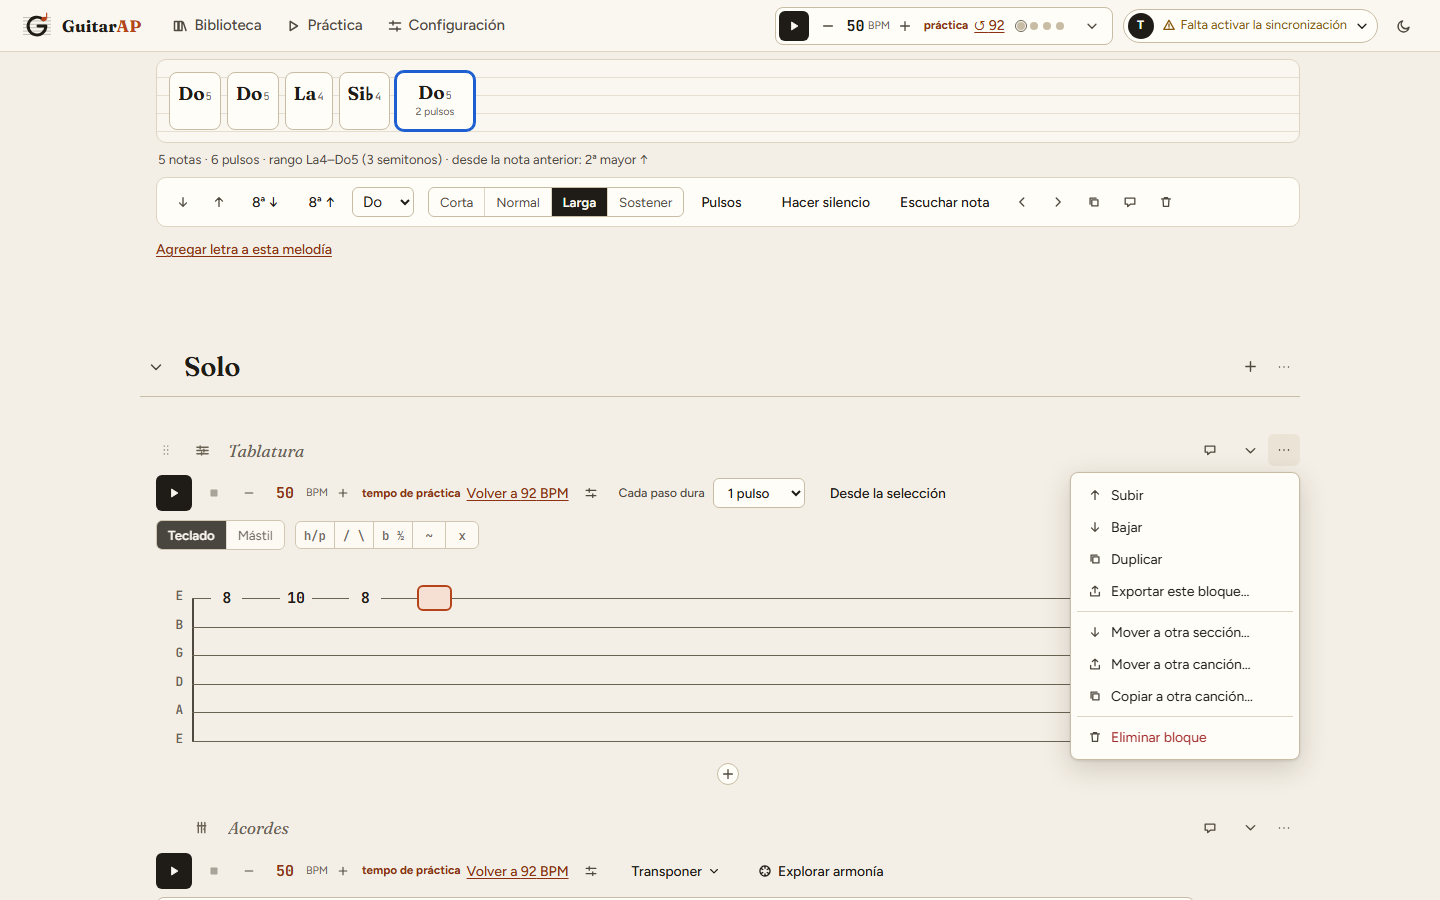 GuitarAP Biblioteca Práctica Configuración 50 BPM práctica ↺ 92 T Falta activar la sincronización
Do5 Do5 La4 Si♭4 Do5
2 pulsos
5 notas · 6 pulsos · rango La4–Do5 (3 semitonos) · desde la nota anterior: 2ª mayor ↑
↓ ↑ 8ª ↓ 8ª ↑ Do Corta Normal Larga Sostener Pulsos Hacer silencio Escuchar nota
Agregar letra a esta melodía
Solo
Tablatura
50 BPM tempo de práctica Volver a 92 BPM Cada paso dura 1 pulso Desde la selección
Teclado Mástil h/p / \ b ½ ~ x
E 8 10 8
B
G
D
A
E
Subir
Bajar
Duplicar
Exportar este bloque...
Mover a otra sección...
Mover a otra canción...
Copiar a otra canción...
Eliminar bloque
Acordes
50 BPM tempo de práctica Volver a 92 BPM Transponer Explorar armonía